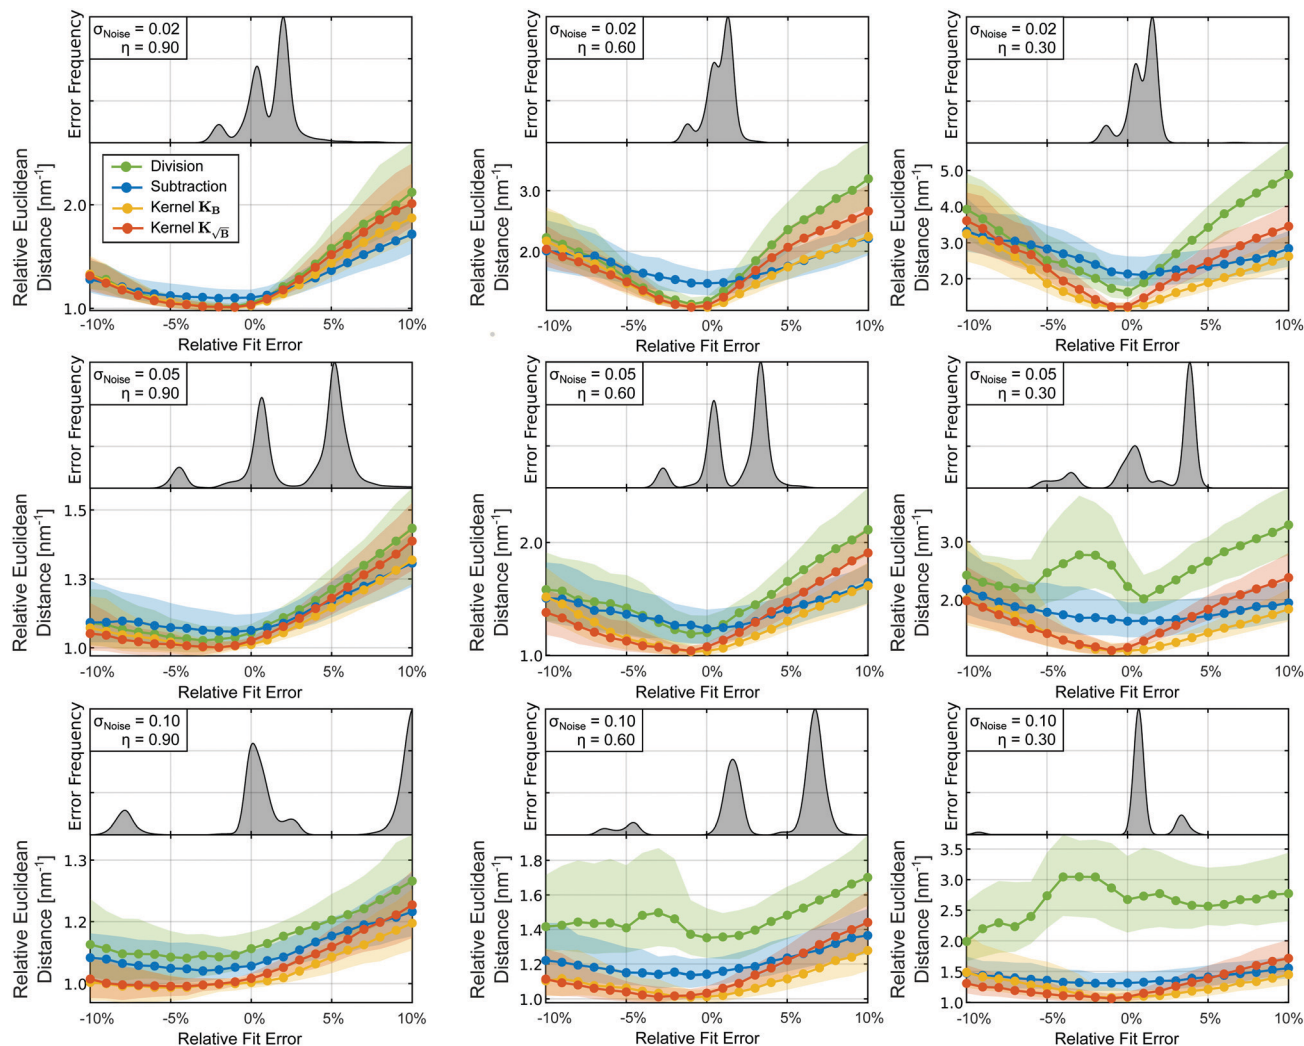 Error Frequency
σNoise = 0.02
η = 0.90
Relative Euclidean
Distance [nm⁻¹]
2.0
1.0
Division
Subtraction
Kernel K_B
Kernel K_√B
-10% -5% 0% 5% 10%
Relative Fit Error
Error Frequency
σNoise = 0.02
η = 0.60
Relative Euclidean
Distance [nm⁻¹]
3.0
2.0
-10% -5% 0% 5% 10%
Relative Fit Error
Error Frequency
σNoise = 0.02
η = 0.30
Relative Euclidean
Distance [nm⁻¹]
5.0
4.0
3.0
2.0
-10% -5% 0% 5% 10%
Relative Fit Error
Error Frequency
σNoise = 0.05
η = 0.90
Relative Euclidean
Distance [nm⁻¹]
1.5
1.3
1.0
-10% -5% 0% 5% 10%
Relative Fit Error
Error Frequency
σNoise = 0.05
η = 0.60
Relative Euclidean
Distance [nm⁻¹]
2.0
1.0
-10% -5% 0% 5% 10%
Relative Fit Error
Error Frequency
σNoise = 0.05
η = 0.30
Relative Euclidean
Distance [nm⁻¹]
3.0
2.0
-10% -5% 0% 5% 10%
Relative Fit Error
Error Frequency
σNoise = 0.10
η = 0.90
Relative Euclidean
Distance [nm⁻¹]
1.3
1.2
1.0
-10% -5% 0% 5% 10%
Relative Fit Error
Error Frequency
σNoise = 0.10
η = 0.60
Relative Euclidean
Distance [nm⁻¹]
1.8
1.6
1.4
1.2
1.0
-10% -5% 0% 5% 10%
Relative Fit Error
Error Frequency
σNoise = 0.10
η = 0.30
Relative Euclidean
Distance [nm⁻¹]
3.5
3.0
2.5
2.0
1.5
1.0
-10% -5% 0% 5% 10%
Relative Fit Error